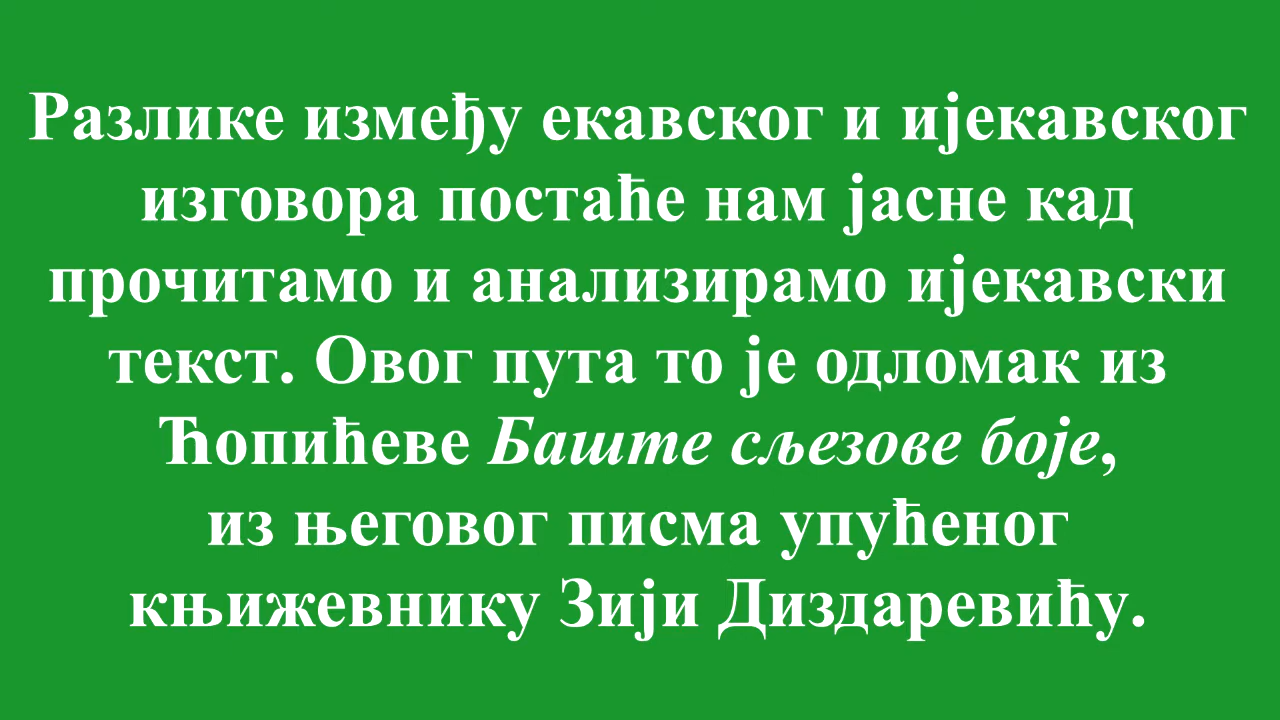 Разлике између екавског и ијекавског
изговора постаће нам јасне кад
прочитамо и анализирамо ијекавски
текст. Овог пута то је одломак из
Ћопићеве Баште сљезове боје,
из његовог писма упућеног
књижевнику Зији Диздаревићу.